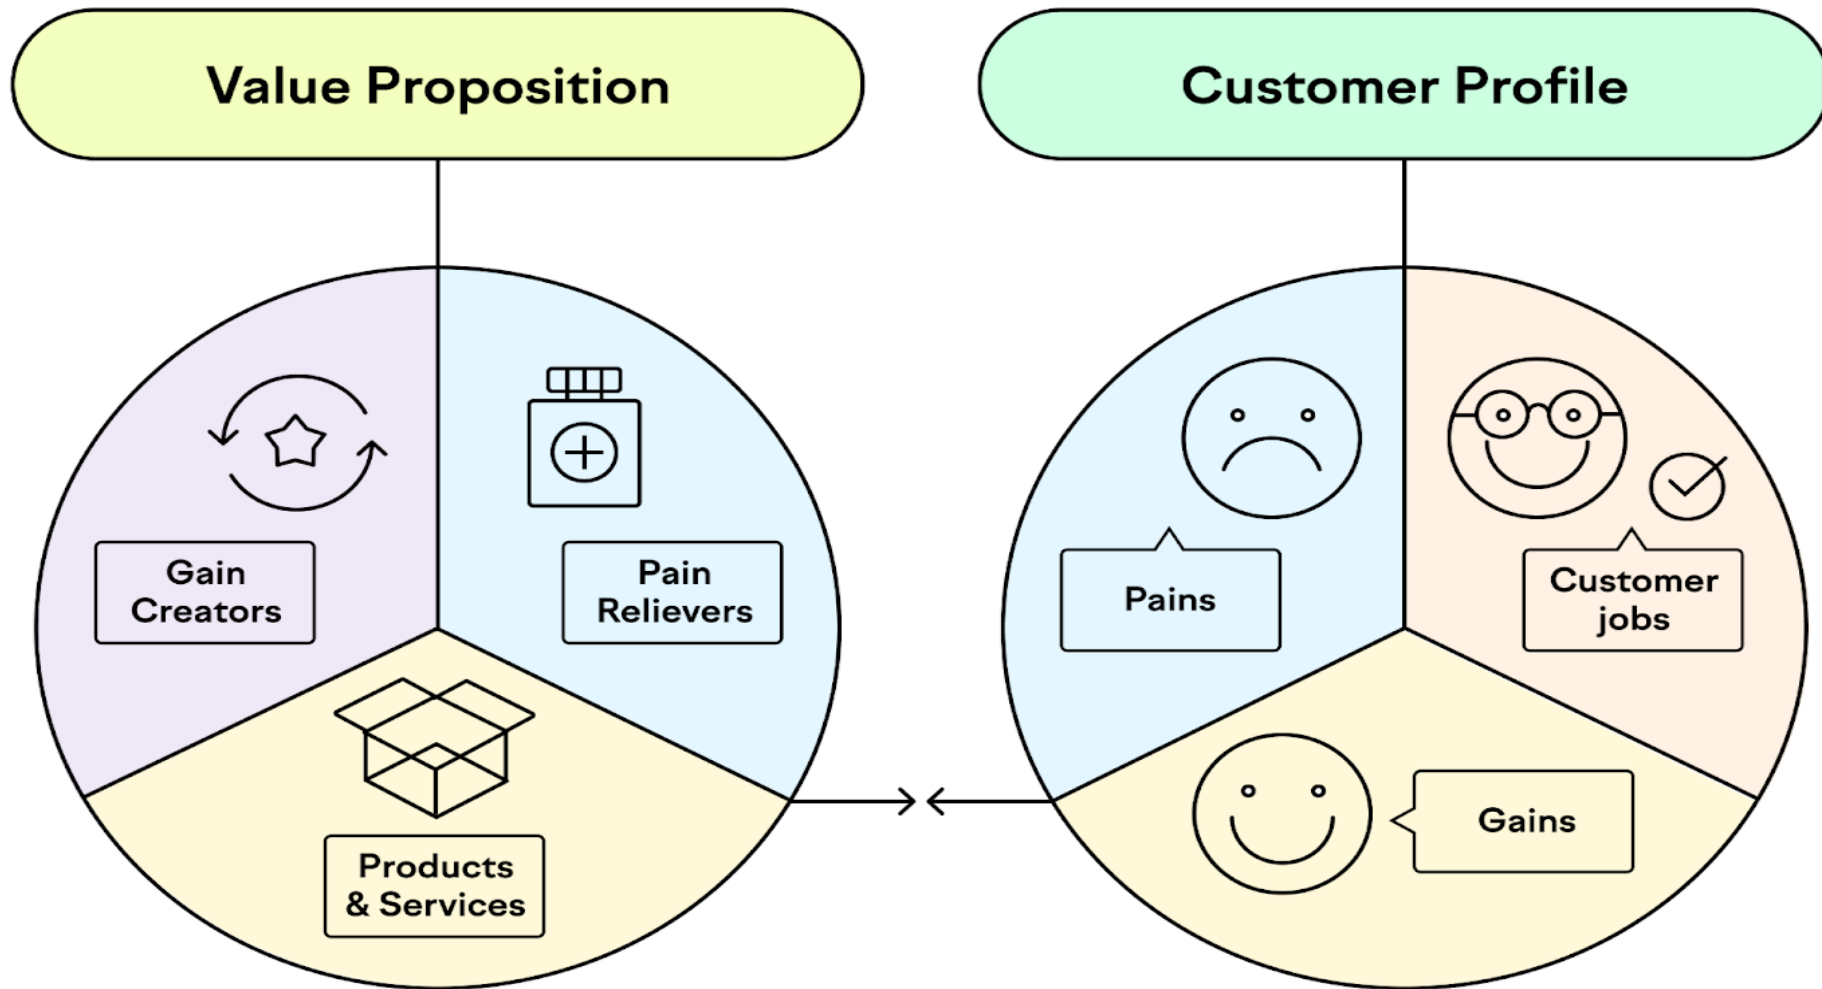 Value Proposition
Customer Profile
Gain
Creators
Pain
Relievers
Products
& Services
Pains
Customer
jobs
Gains